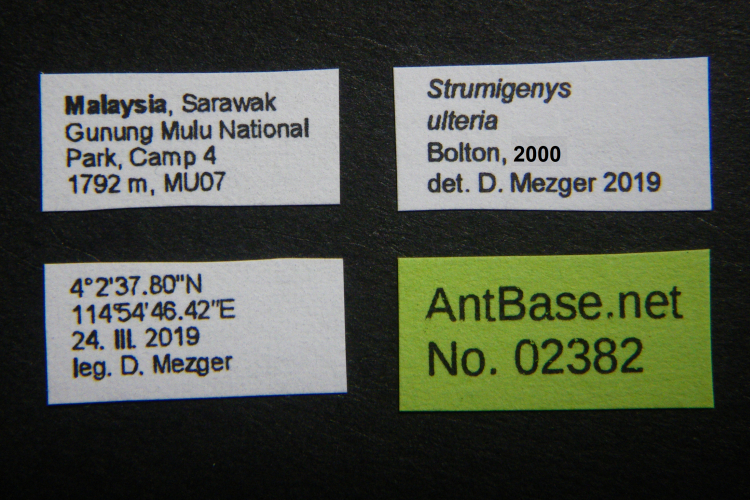 Malaysia, Sarawak
Gunung Mulu National
Park, Camp 4
1792 m, MU07
Strumigenys
ulteria
Bolton, 2000
det. D. Mezger 2019
4°2'37.80"N
114°54'46.42"E
24. III. 2019
leg. D. Mezger
AntBase.net
No. 02382